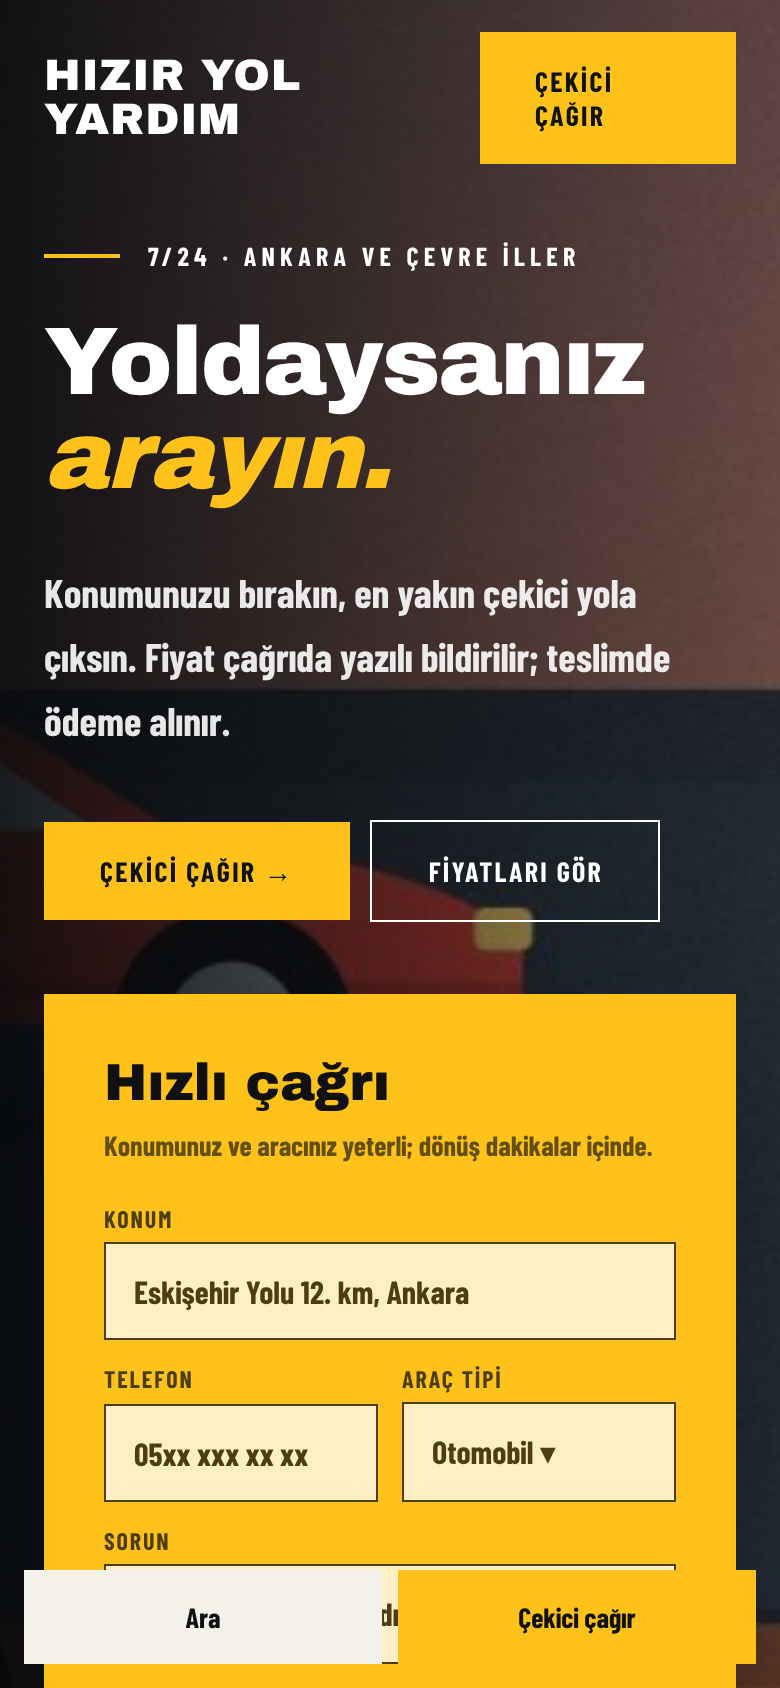 HIZIR YOL
YARDIM
ÇEKİCİ
ÇAĞIR
7/24 · ANKARA VE ÇEVRE İLLER
Yoldaysanız
arayın.
Konumunuzu bırakın, en yakın çekici yola
çıksın. Fiyat çağrıda yazılı bildirilir; teslimde
ödeme alınır.
ÇEKİCİ ÇAĞIR →
FİYATLARI GÖR
Hızlı çağrı
Konumunuz ve aracınız yeterli; dönüş dakikalar içinde.
KONUM
Eskişehir Yolu 12. km, Ankara
TELEFON
ARAÇ TİPİ
05xx xxx xx xx
Otomobil ▾
SORUN
Ara
Çekici çağır